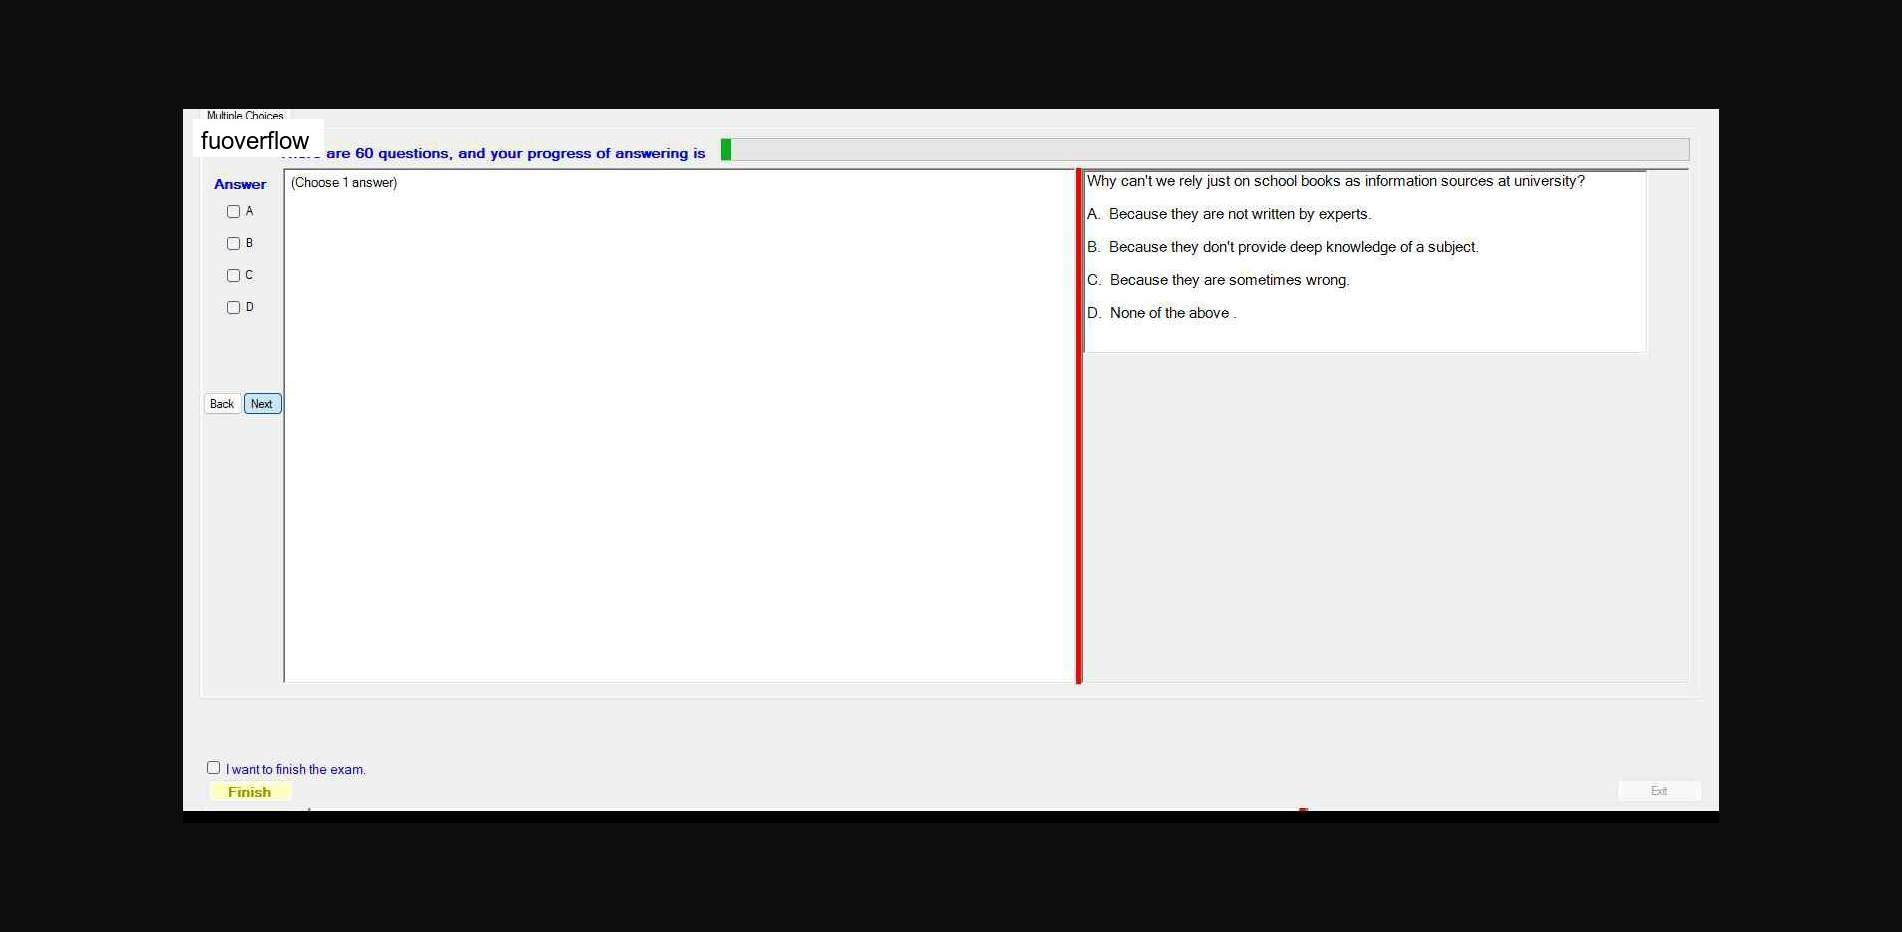 Multiple Choices
fuoverflow
are 60 questions, and your progress of answering is
Answer
(Choose 1 answer)
A
B
C
D
Back Next
Why can't we rely just on school books as information sources at university?
A. Because they are not written by experts.
B. Because they don't provide deep knowledge of a subject.
C. Because they are sometimes wrong.
D. None of the above .
I want to finish the exam.
Finish
Exit